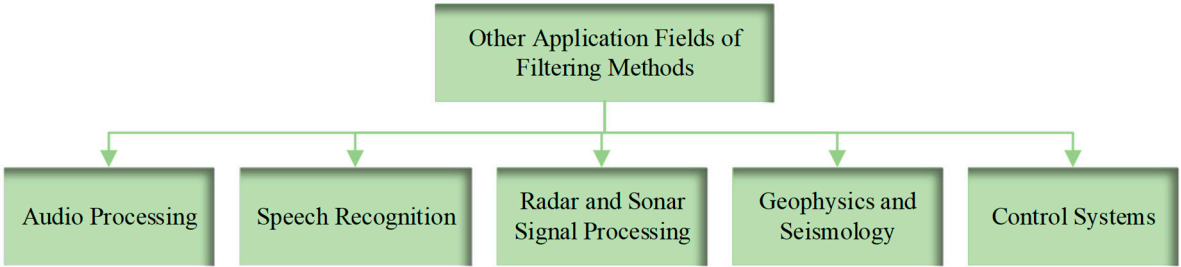 Other Application Fields of
Filtering Methods
Audio Processing
Speech Recognition
Radar and Sonar
Signal Processing
Geophysics and
Seismology
Control Systems